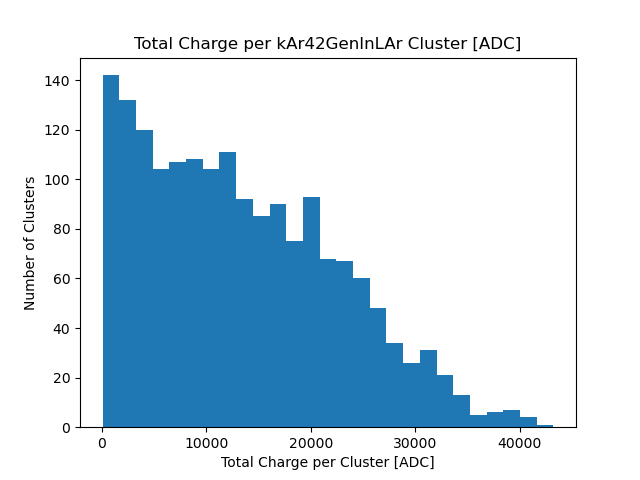 Total Charge per kAr42GenInLAr Cluster [ADC]
140
120
100
80
60
40
20
0
Number of Clusters
0 10000 20000 30000 40000
Total Charge per Cluster [ADC]